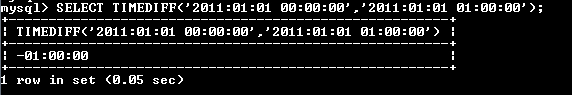 mysql> SELECT TIMEDIFF('2011:01:01 00:00:00','2011:01:01 01:00:00');
+-----------------------------------------------------+
| TIMEDIFF('2011:01:01 00:00:00','2011:01:01 01:00:00') |
+-----------------------------------------------------+
| -01:00:00 |
+-----------------------------------------------------+
1 row in set (0.05 sec)